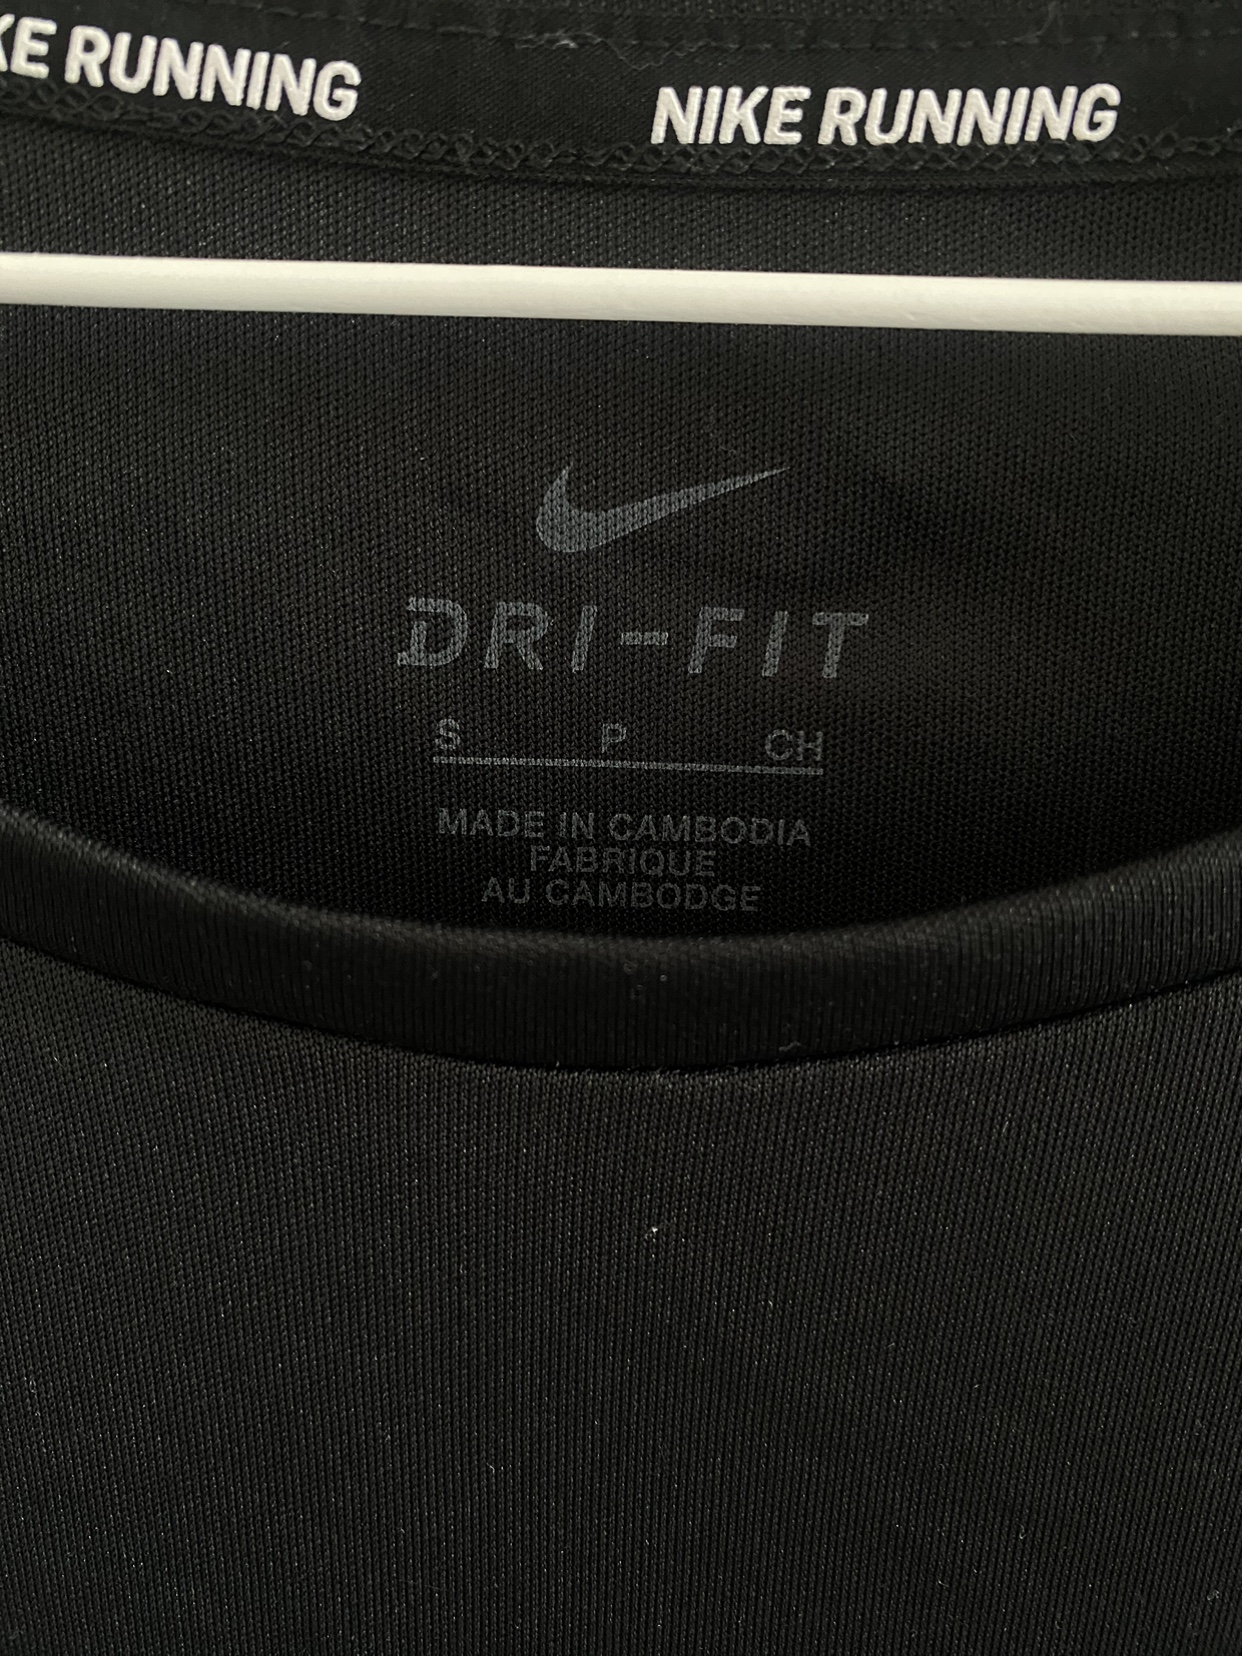 KE RUNNING
NIKE RUNNING
DRI-FIT
S P CH
MADE IN CAMBODIA
FABRIQUE
AU CAMBODGE